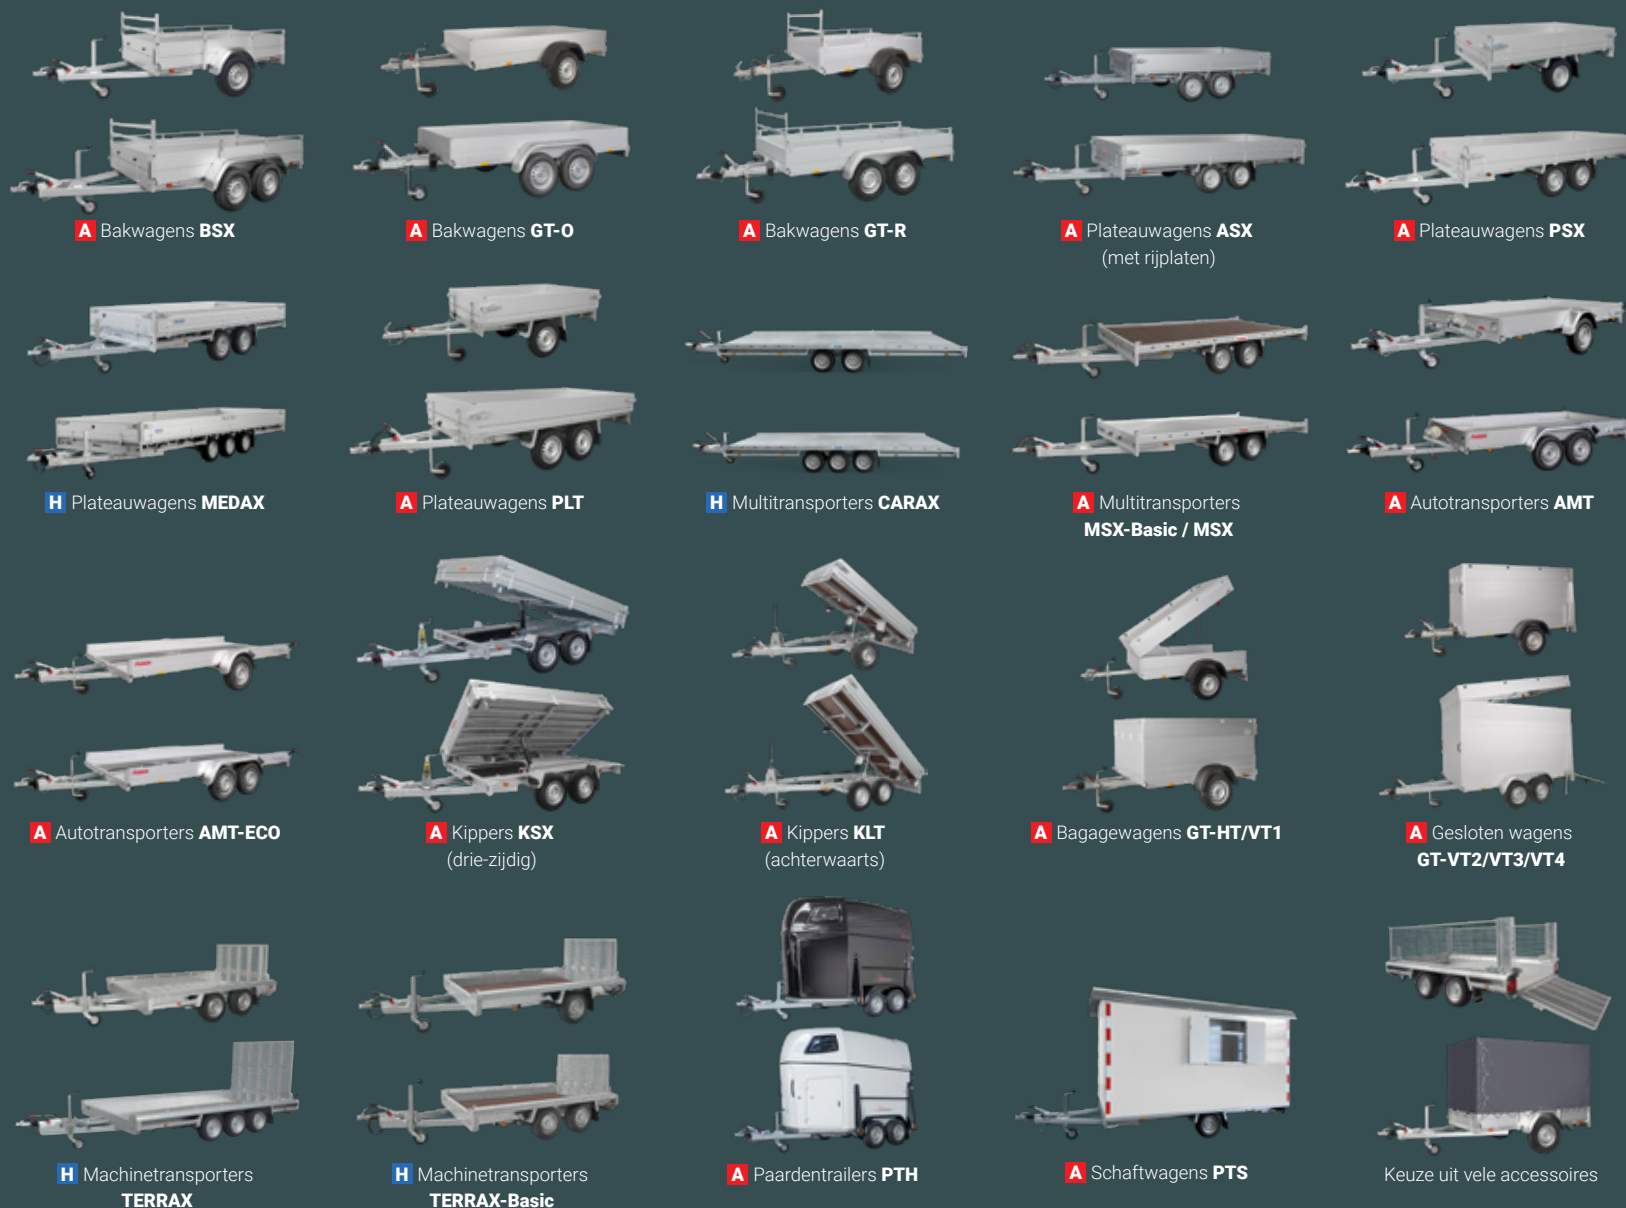 A Bakwagens BSX
A Bakwagens GT-O
A Bakwagens GT-R
A Plateauwagens ASX
(met rijplaten)
A Plateauwagens PSX
H Plateauwagens MEDAX
A Plateauwagens PLT
H Multitransporters CARAX
A Multitransporters
MSX-Basic / MSX
A Autotransporters AMT
A Autotransporters AMT-ECO
A Kippers KSX
(drie-zijdig)
A Kippers KLT
(achterwaarts)
A Bagagewagens GT-HT/VT1
A Gesloten wagens
GT-VT2/VT3/VT4
H Machinetransporters
TERRAX
H Machinetransporters
TERRAX-Basic
A Paardentrailers PTH
A Schaftwagens PTS
Keuze uit vele accessoires